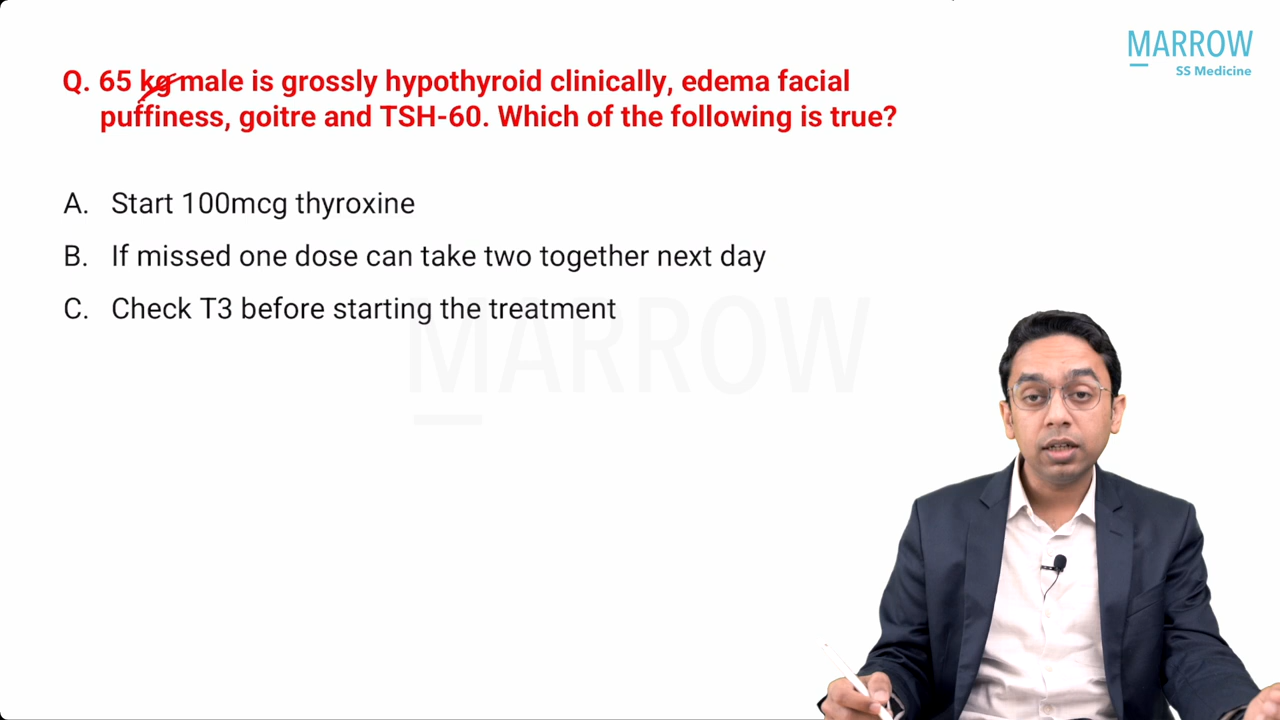 MARROW
SS Medicine
Q. 65 kg male is grossly hypothyroid clinically, edema facial
puffiness, goitre and TSH-60. Which of the following is true?
A. Start 100mcg thyroxine
B. If missed one dose can take two together next day
C. Check T3 before starting the treatment
MARROW